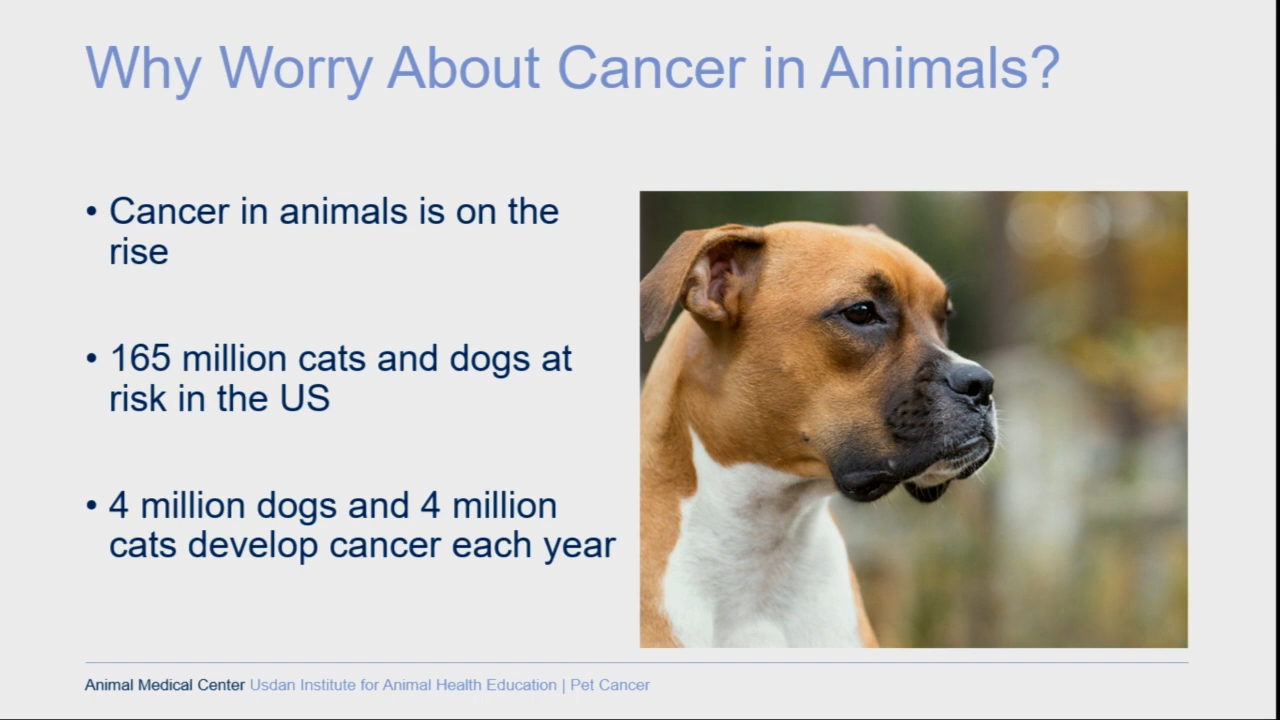 Why Worry About Cancer in Animals?
• Cancer in animals is on the
rise
• 165 million cats and dogs at
risk in the US
• 4 million dogs and 4 million
cats develop cancer each year
Animal Medical Center Usdan Institute for Animal Health Education | Pet Cancer